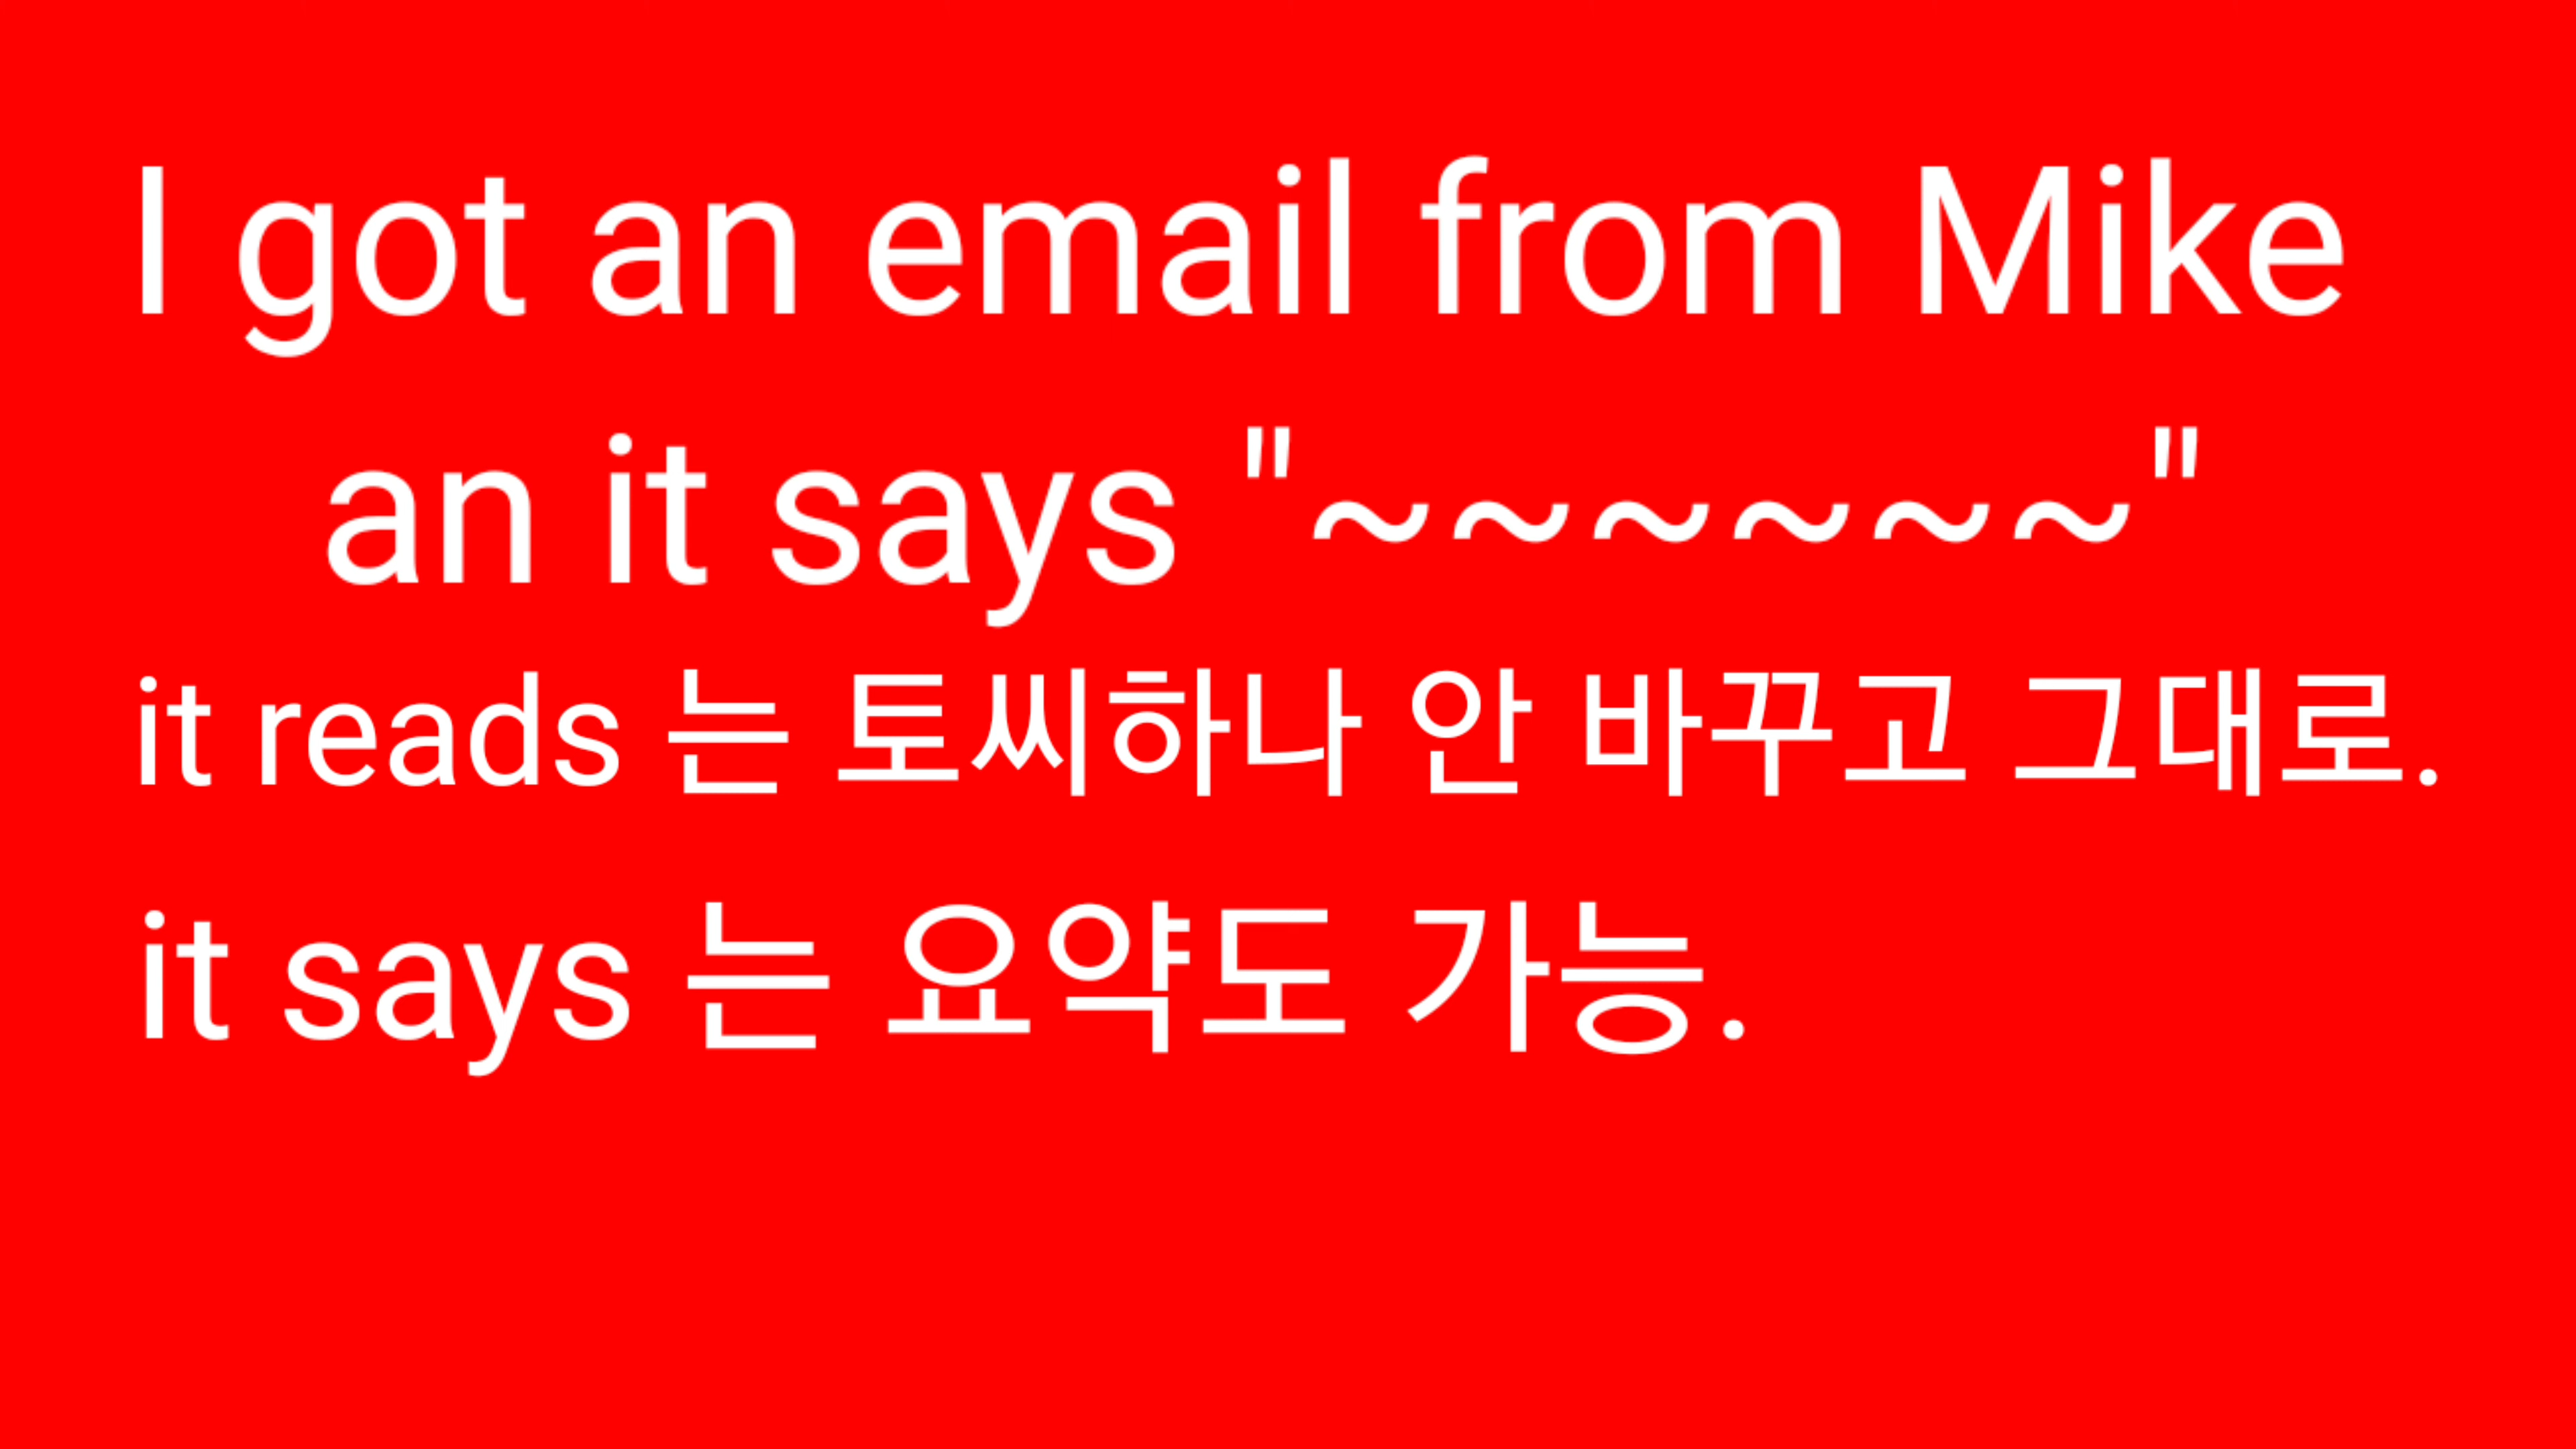 I got an email from Mike
an it says "~~~~~~"
it reads 는 토씨하나 안 바꾸고 그대로.
it says 는 요약도 가능.